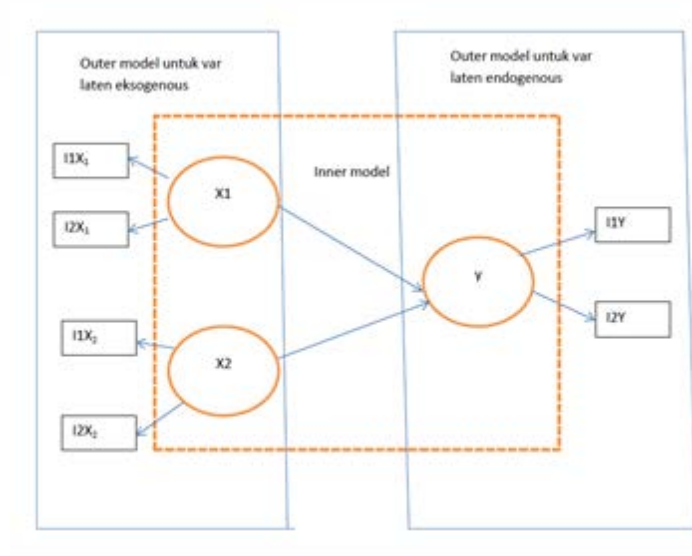 Outer model untuk var
laten eksogenous
Outer model untuk var
laten endogenous
Inner model
I1X₁
I2X₁
X1
I1X₂
I2X₂
X2
Y
I1Y
I2Y